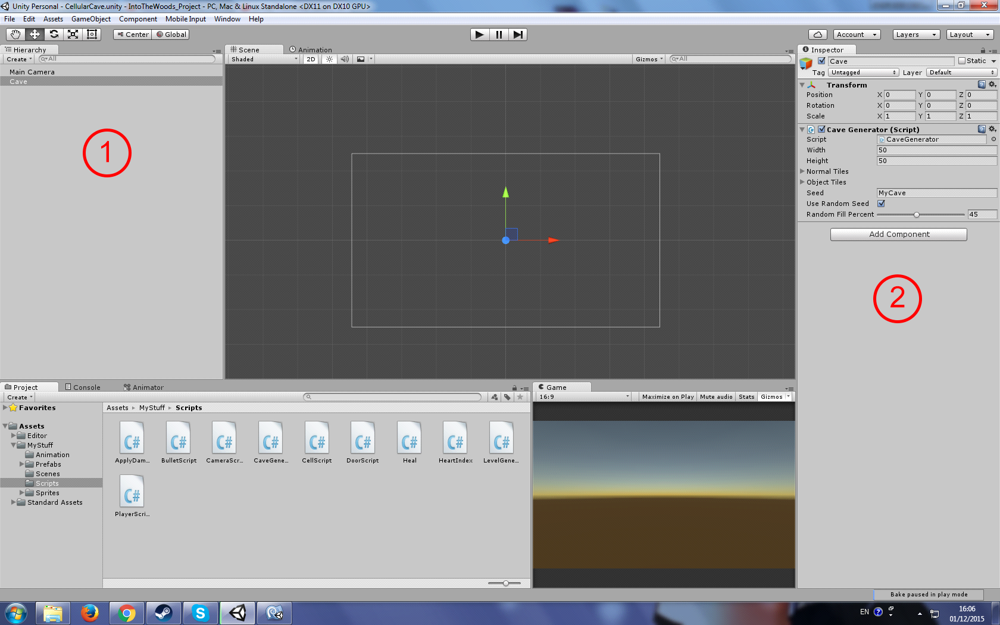 Unity Personal - CellularCave.unity - IntoTheWoods_Project - PC, Mac & Linux Standalone <DX11 on DX10 GPU>
File Edit Assets GameObject Component Mobile Input Window Help
Center Global Account Layers Layout
Hierarchy
Create All
Main Camera
Cave
1
Scene Animation
Shaded 2D Gizmos All
Inspector
Cave Static
Tag Untagged Layer Default
Transform
Position X 0 Y 0 Z 0
Rotation X 0 Y 0 Z 0
Scale X 1 Y 1 Z 1
C# Cave Generator (Script)
Script CaveGenerator
Width 50
Height 50
Normal Tiles
Object Tiles
Seed MyCave
Use Random Seed
Random Fill Percent 45
Add Component
2
Project Console Animator
Create
Favorites
Assets
Editor
MyStuff
Animation
Prefabs
Scenes
Scripts
Sprites
Standard Assets
Assets MyStuff Scripts
C# C# C# C# C# C# C# C# C#
ApplyDam... BulletScript CameraScr... CaveGene... CellScript DoorScript Heal HeartIndex LevelGene...
C#
PlayerScri...
Game
16:9 Maximize on Play Mute audio Stats Gizmos
Bake paused in play mode
EN 16:06
01/12/2015